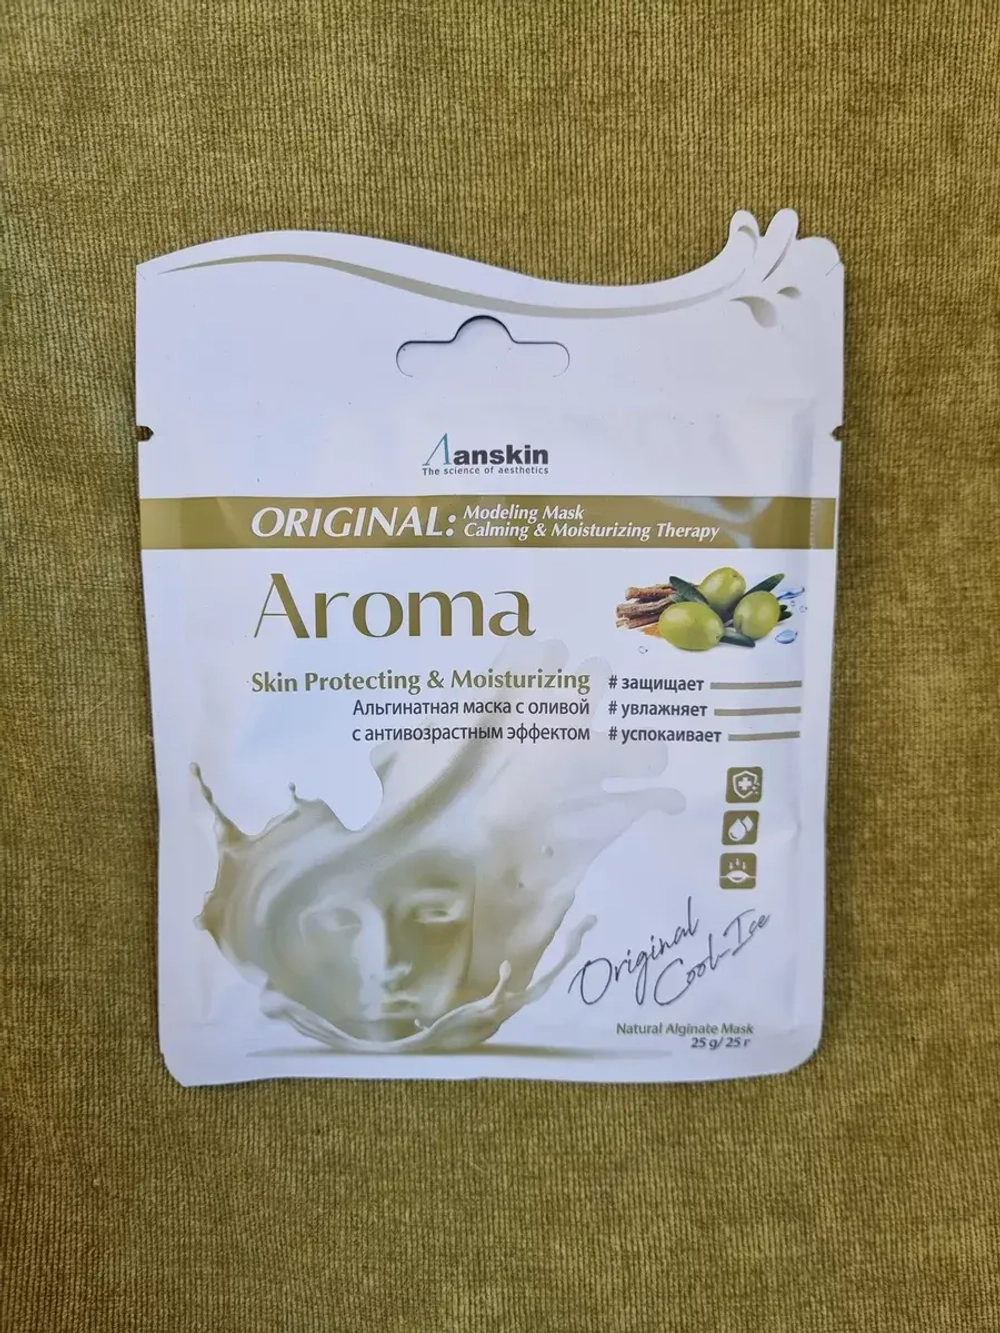 anskin
The science of aesthetics
ORIGINAL: Modeling Mask
Calming & Moisturizing Therapy
Aroma
Skin Protecting & Moisturizing
Альгинатная маска с оливой
с антивозрастным эффектом
# защищает
# увлажняет
# успокаивает
Original
Cool-Ice
Natural Alginate Mask
25 g/ 25 г